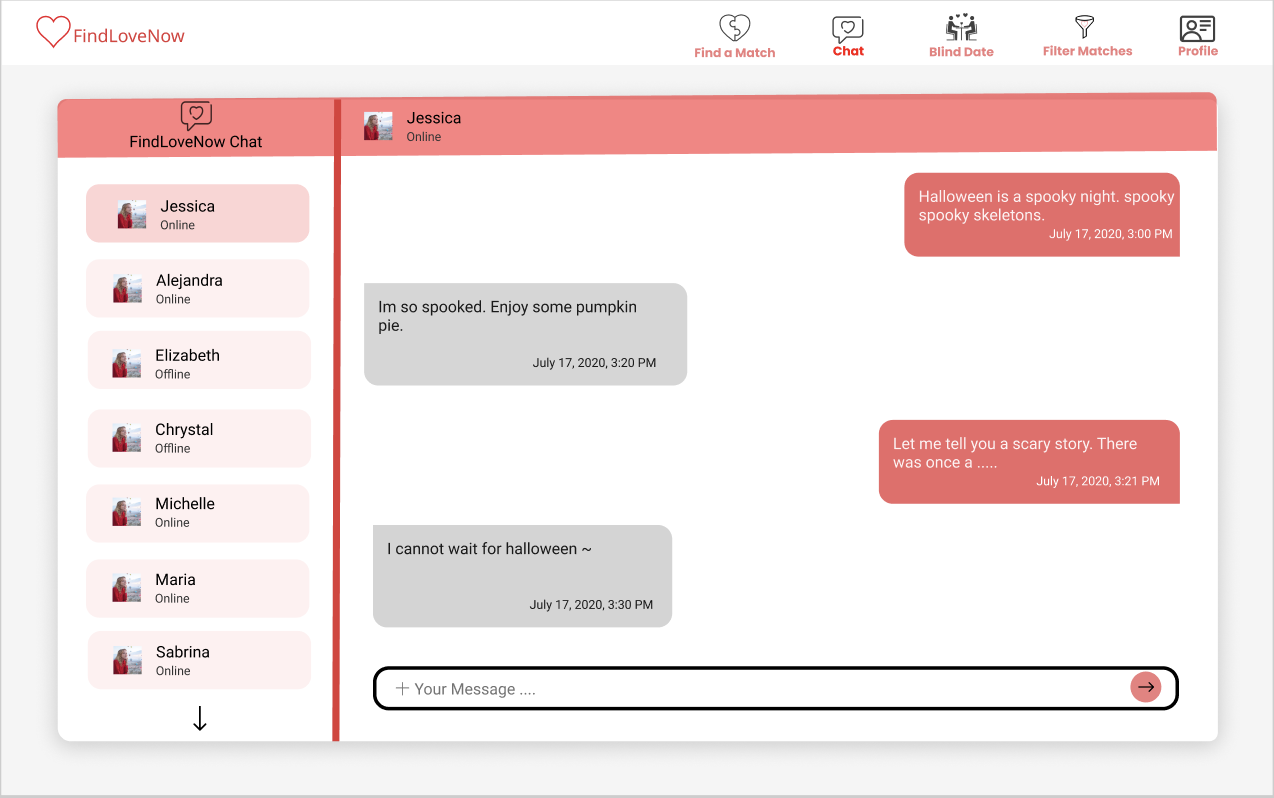 FindLoveNow
Find a Match
Chat
Blind Date
Filter Matches
Profile
FindLoveNow Chat
Jessica
Online
Alejandra
Online
Elizabeth
Offline
Chrystal
Offline
Michelle
Online
Maria
Online
Sabrina
Online
Jessica
Online
Halloween is a spooky night. spooky
spooky skeletons.
July 17, 2020, 3:00 PM
Im so spooked. Enjoy some pumpkin
pie.
July 17, 2020, 3:20 PM
Let me tell you a scary story. There
was once a .....
July 17, 2020, 3:21 PM
I cannot wait for halloween ~
July 17, 2020, 3:30 PM
Your Message ....